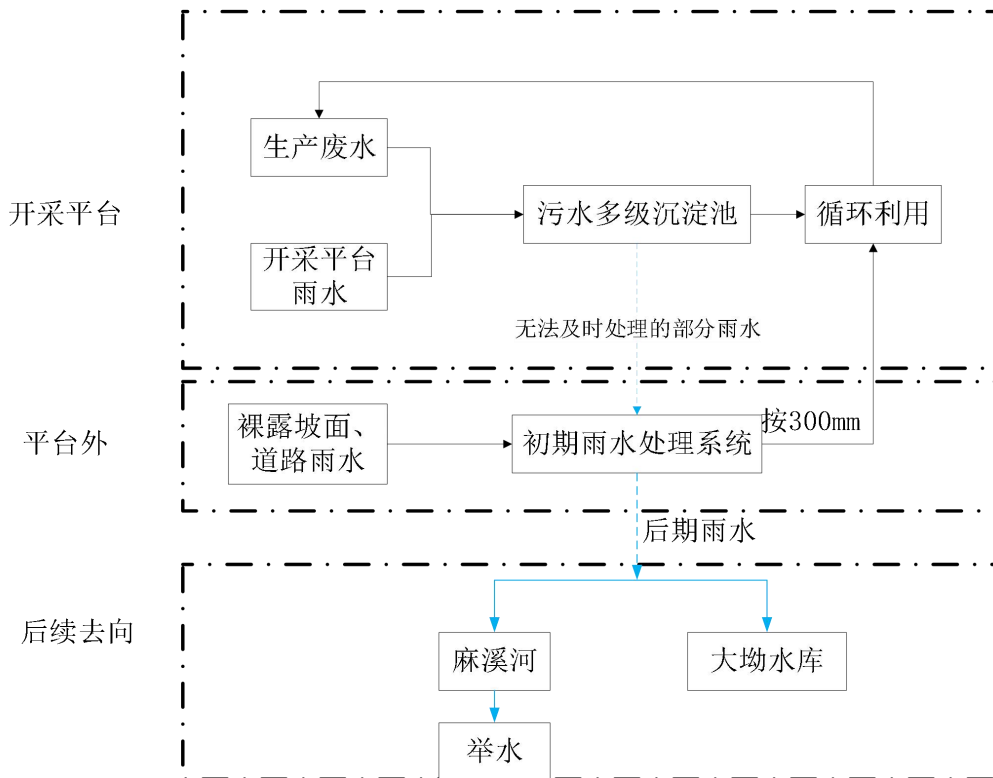 生产废水
开采平台
污水多级沉淀池
循环利用
开采平台
雨水
无法及时处理的部分雨水
平台外
裸露坡面、
道路雨水
初期雨水处理系统
按300mm
后期雨水
后续去向
麻溪河
大坳水库
举水